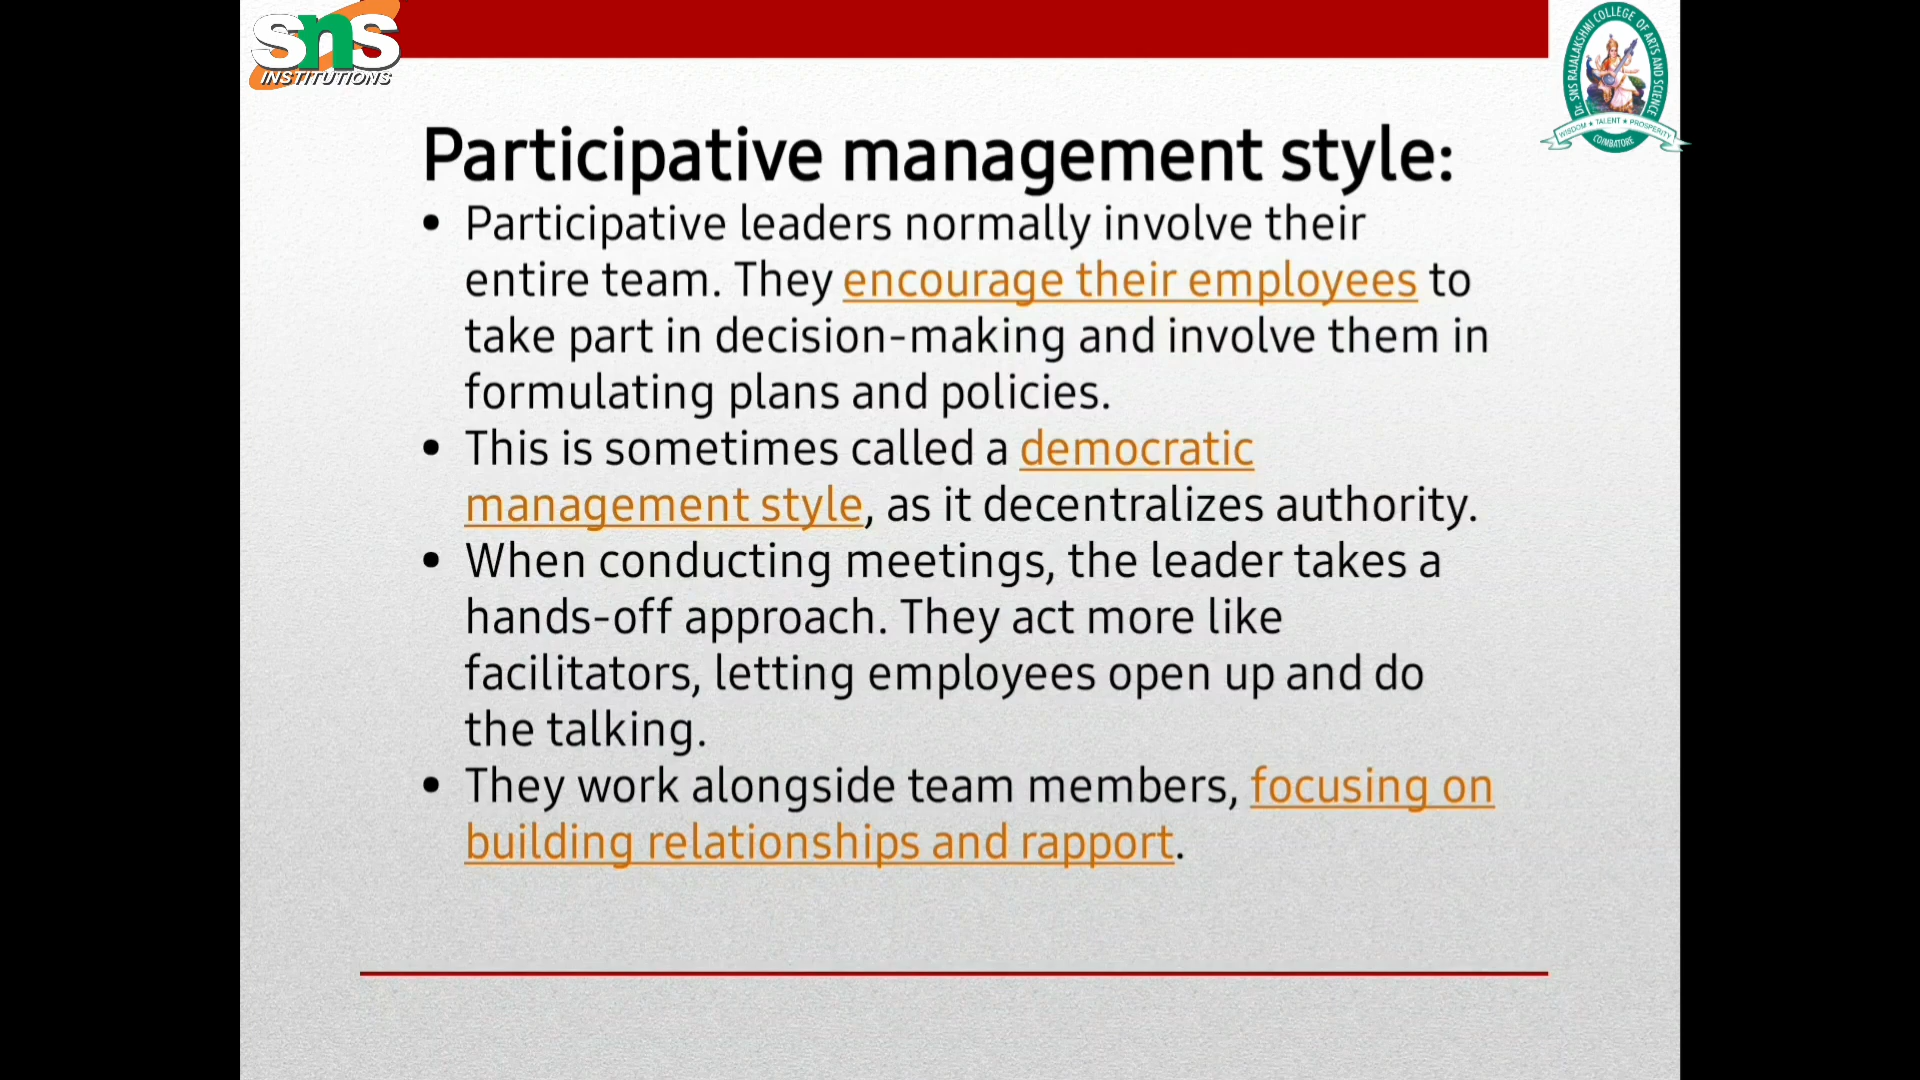 sns
INSTITUTIONS
Dr. SNS RAJALAKSHMI COLLEGE OF ARTS AND SCIENCE
WISDOM ★ TALENT ★ PROSPERITY
COIMBATORE
Participative management style:
• Participative leaders normally involve their
entire team. They encourage their employees to
take part in decision-making and involve them in
formulating plans and policies.
• This is sometimes called a democratic
management style, as it decentralizes authority.
• When conducting meetings, the leader takes a
hands-off approach. They act more like
facilitators, letting employees open up and do
the talking.
• They work alongside team members, focusing on
building relationships and rapport.